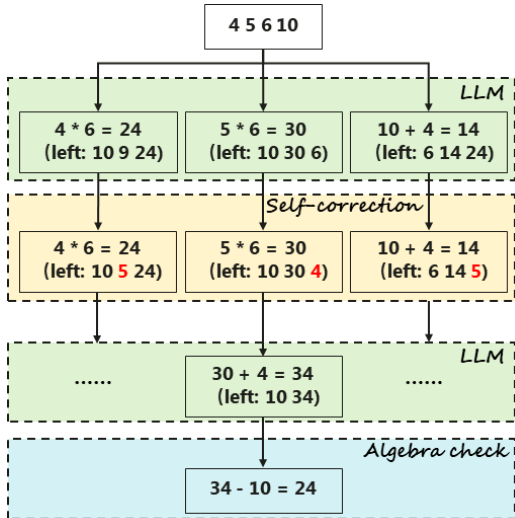 4 5 6 10
LLM
4 * 6 = 24
(left: 10 9 24)
5 * 6 = 30
(left: 10 30 6)
10 + 4 = 14
(left: 6 14 24)
Self-correction
4 * 6 = 24
(left: 10 5 24)
5 * 6 = 30
(left: 10 30 4)
10 + 4 = 14
(left: 6 14 5)
LLM
......
30 + 4 = 34
(left: 10 34)
......
Algebra check
34 - 10 = 24